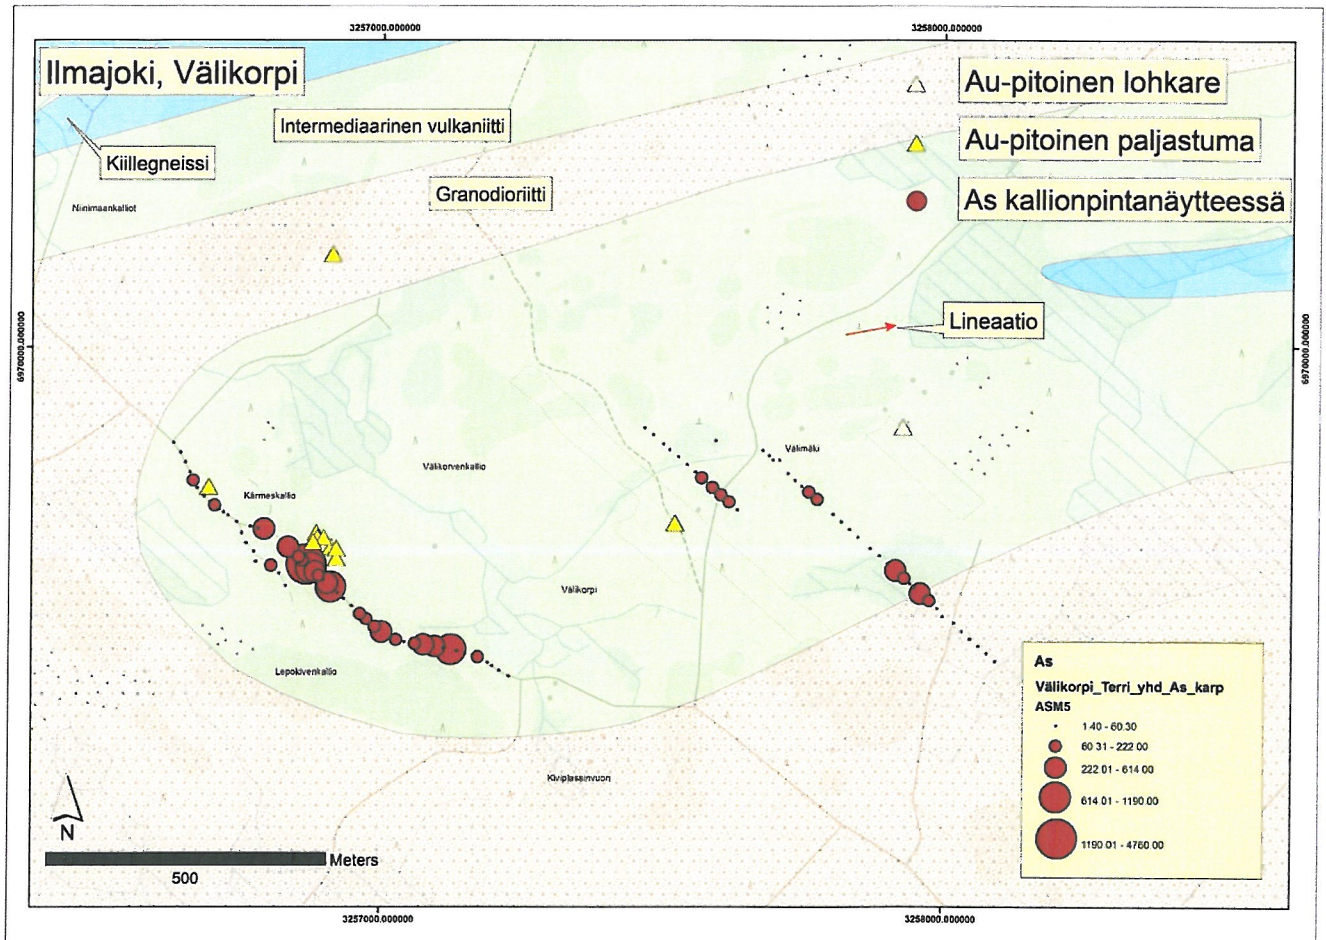 3257000.000000
3258000.000000
Ilmajoki, Välikorpi
Au-pitoinen lohkare
Intermediaarinen vulkaniitti
Au-pitoinen paljastuma
Kiillegneissi
Granodioriitti
As kallionpintanäytteessä
Niinimaankalliot
Lineaatio
6970000.000000
6970000.000000
Välimäki
Välikorvenkallio
Kärmeskallio
Välikorpi
Lepokivenkallio
As
Välikorpi_Terri_yhd_As_karp
ASM5
1.40 - 60.30
60.31 - 222.00
222.01 - 614.00
614.01 - 1190.00
1190.01 - 4760.00
N
Meters
500
3257000.000000
3258000.000000